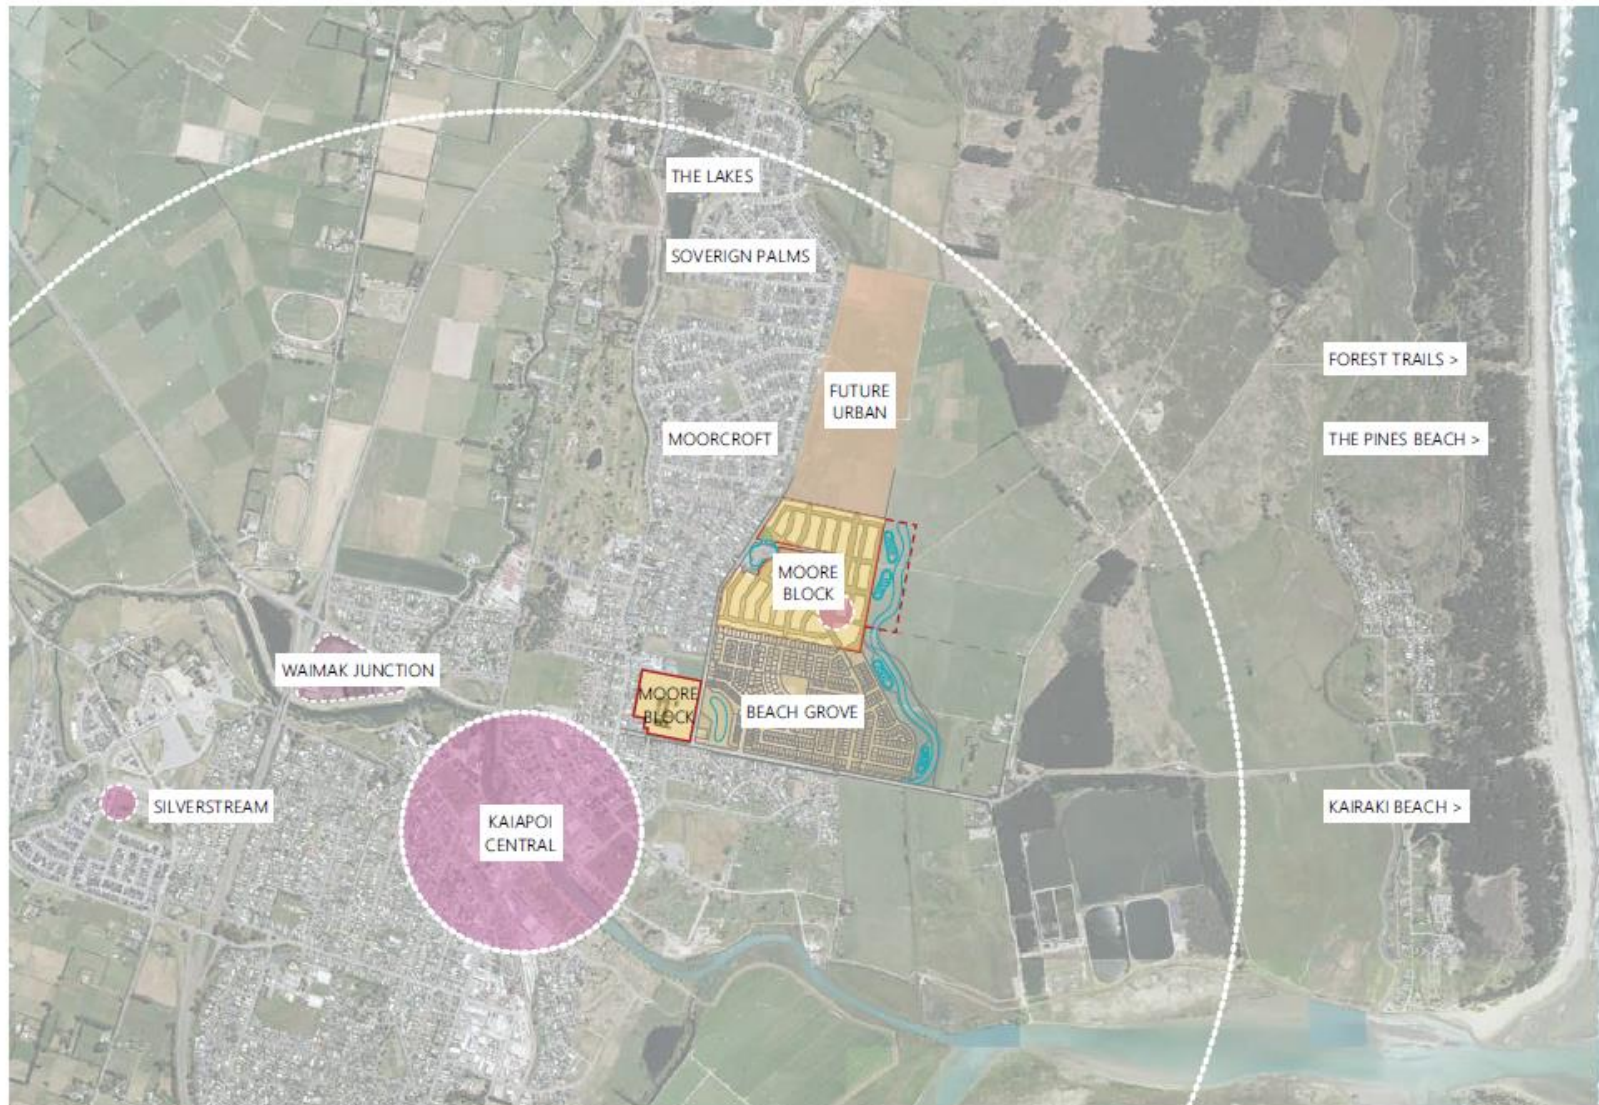 THE LAKES
SOVERIGN PALMS
FOREST TRAILS >
FUTURE
URBAN
MOORCROFT
THE PINES BEACH >
MOORE
BLOCK
WAIMAK JUNCTION
MOORE
BLOCK
BEACH GROVE
SILVERSTREAM
KAIAPOI
CENTRAL
KAIRAKI BEACH >